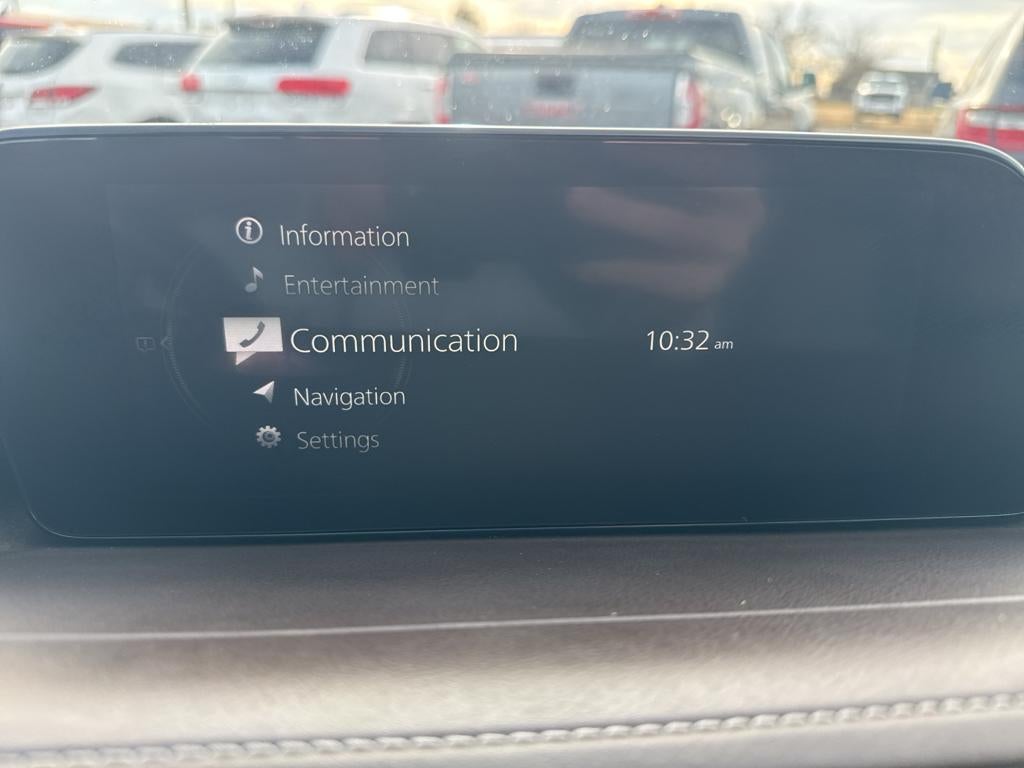 Information
Entertainment
Communication 10:32 am
Navigation
Settings